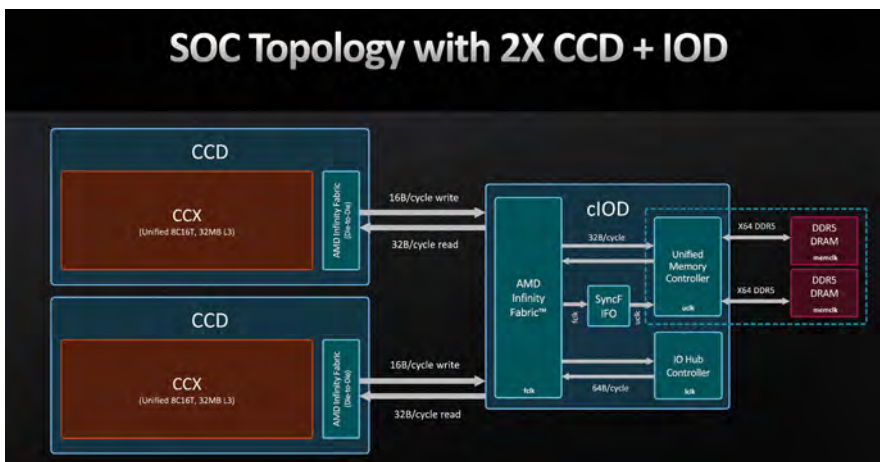 SOC Topology with 2X CCD + IOD
CCD
CCX
(Unified 8C16T, 32MB L3)
AMD Infinity Fabric
(Die-to-Die)
16B/cycle write
32B/cycle read
CCD
CCX
(Unified 8C16T, 32MB L3)
AMD Infinity Fabric
(Die-to-Die)
16B/cycle write
32B/cycle read
cIOD
AMD
Infinity
Fabric™
fclk
32B/cycle
fclk
SyncF
IFO
uclk
64B/cycle
Unified
Memory
Controller
uclk
IO Hub
Controller
lclk
X64 DDR5
X64 DDR5
DDR5
DRAM
memclk
DDR5
DRAM
memclk